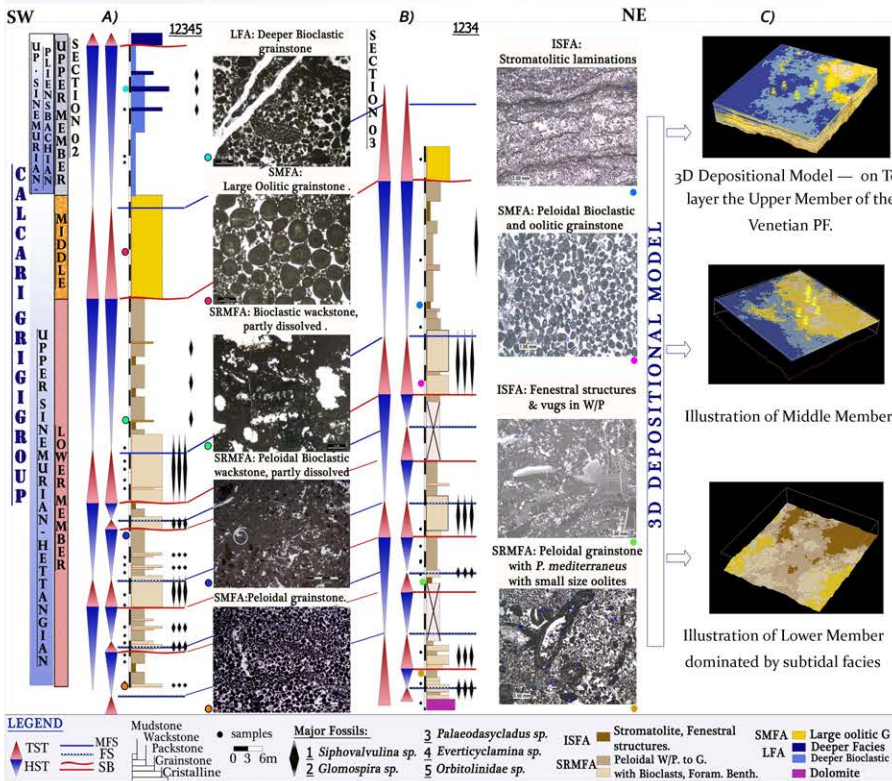 SW
A)
B)
NE
C)
12345
1234
UP. SINEMURIAN-
PLIENSBACHIAN
UPPER MEMBER
SECTION 02
MIDDLE
CALCARI GRIGI GROUP
UPPER SINEMURIAN - HETTANGIAN
LOWER MEMBER
LFA: Deeper Bioclastic
grainstone
SMFA:
Large Oolitic grainstone .
SRMFA: Bioclastic wackstone,
partly dissolved .
SRMFA: Peloidal Bioclastic
wackstone, partly dissolved
SMFA:Peloidal grainstone.
SECTION 03
ISFA:
Stromatolitic laminations
SMFA: Peloidal Bioclastic
and oolitic grainstone
ISFA: Fenestral structures
& vugs in W/P
SRMFA: Peloidal grainstone
with P. mediterraneus
with small size oolites
3D DEPOSITIONAL MODEL
3D Depositional Model — on To
layer the Upper Member of the
Venetian PF.
Illustration of Middle Member
Illustration of Lower Member
dominated by subtidal facies
LEGEND
TST
HST
MFS
FS
SB
Mudstone
Wackstone
Packstone
Grainstone
Cristalline
samples
0 3 6m
Major Fossils:
1 Siphovalvulina sp.
2 Glomospira sp.
3 Palaeodasycladus sp.
4 Everticyclamina sp.
5 Orbitolinidae sp.
ISFA
Stromatolite, Fenestral
structures.
SRMFA
Peloidal W/P. to G.
with Bioclasts, Foram. Benth.
SMFA
Large oolitic G
LFA
Deeper Facies
Deeper Bioclastic
Dolomite